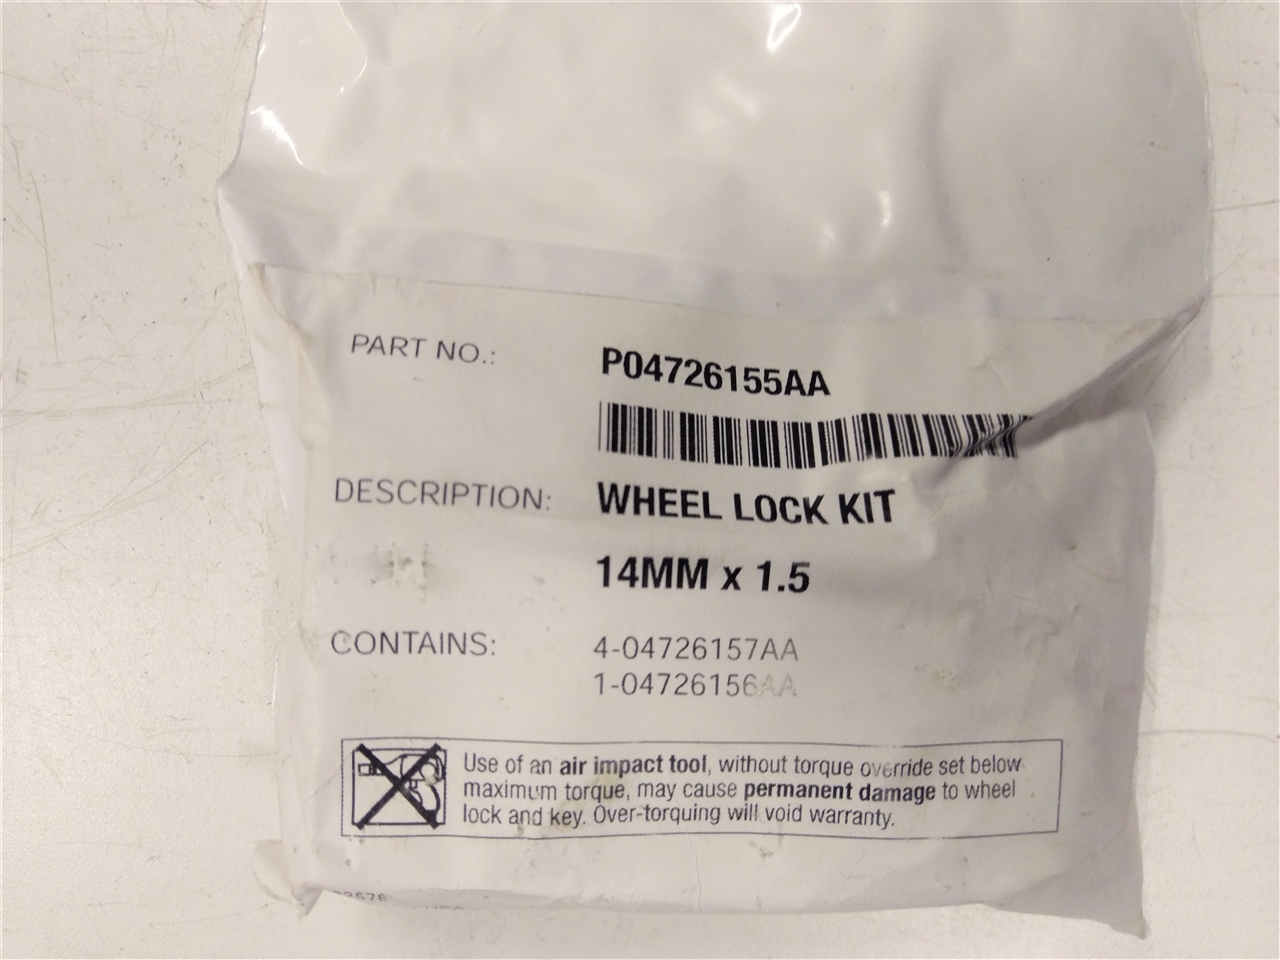 PART NO.: P04726155AA
DESCRIPTION: WHEEL LOCK KIT
14MM x 1.5
CONTAINS: 4-04726157AA
1-04726156AA
Use of an air impact tool, without torque override set below
maximum torque, may cause permanent damage to wheel
lock and key. Over-torquing will void warranty.